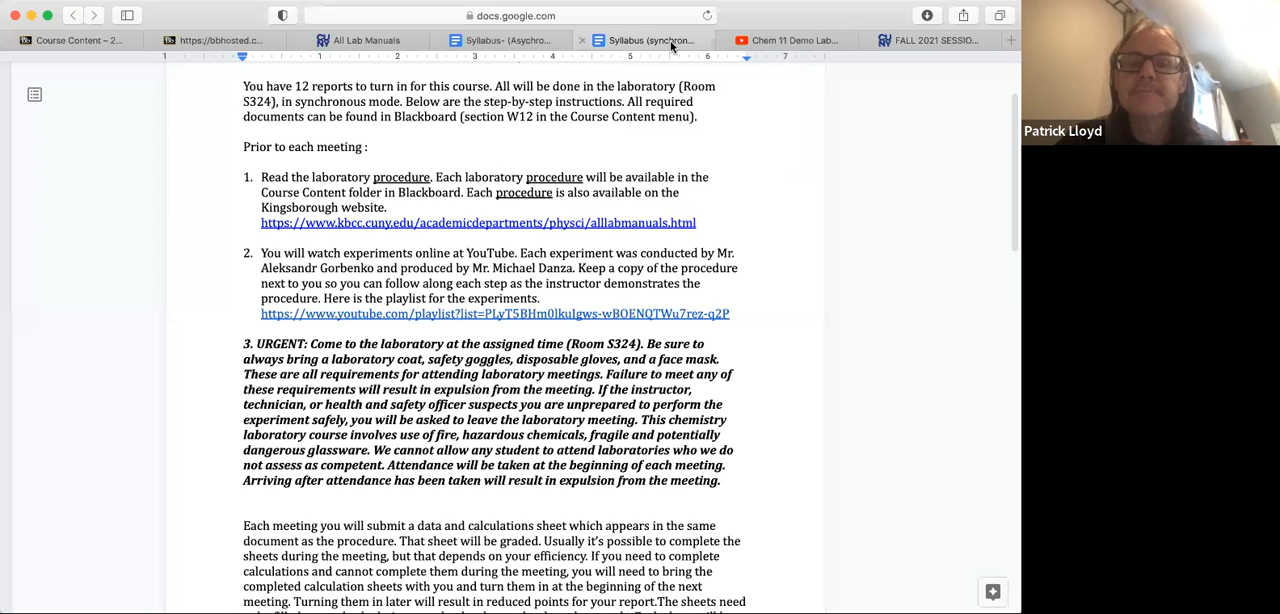 docs.google.com
Course Content – 2...
https://bbhosted.c...
All Lab Manuals
Syllabus- (Asychro...
Syllabus (synchron...
Chem 11 Demo Lab...
FALL 2021 SESSIO...
1 1 2 3 4 5 6 7
You have 12 reports to turn in for this course. All will be done in the laboratory (Room
S324), in synchronous mode. Below are the step-by-step instructions. All required
documents can be found in Blackboard (section W12 in the Course Content menu).
Prior to each meeting :
1. Read the laboratory procedure. Each laboratory procedure will be available in the
Course Content folder in Blackboard. Each procedure is also available on the
Kingsborough website.
https://www.kbcc.cuny.edu/academicdepartments/physci/alllabmanuals.html
2. You will watch experiments online at YouTube. Each experiment was conducted by Mr.
Aleksandr Gorbenko and produced by Mr. Michael Danza. Keep a copy of the procedure
next to you so you can follow along each step as the instructor demonstrates the
procedure. Here is the playlist for the experiments.
https://www.youtube.com/playlist?list=PLyT5BHm0lkuIgws-wBOENQTWu7rez-q2P
3. URGENT: Come to the laboratory at the assigned time (Room S324). Be sure to
always bring a laboratory coat, safety goggles, disposable gloves, and a face mask.
These are all requirements for attending laboratory meetings. Failure to meet any of
these requirements will result in expulsion from the meeting. If the instructor,
technician, or health and safety officer suspects you are unprepared to perform the
experiment safely, you will be asked to leave the laboratory meeting. This chemistry
laboratory course involves use of fire, hazardous chemicals, fragile and potentially
dangerous glassware. We cannot allow any student to attend laboratories who we do
not assess as competent. Attendance will be taken at the beginning of each meeting.
Arriving after attendance has been taken will result in expulsion from the meeting.
Each meeting you will submit a data and calculations sheet which appears in the same
document as the procedure. That sheet will be graded. Usually it's possible to complete the
sheets during the meeting, but that depends on your efficiency. If you need to complete
calculations and cannot complete them during the meeting, you will need to bring the
completed calculation sheets with you and turn them in at the beginning of the next
meeting. Turning them in later will result in reduced points for your report.The sheets need
Patrick Lloyd